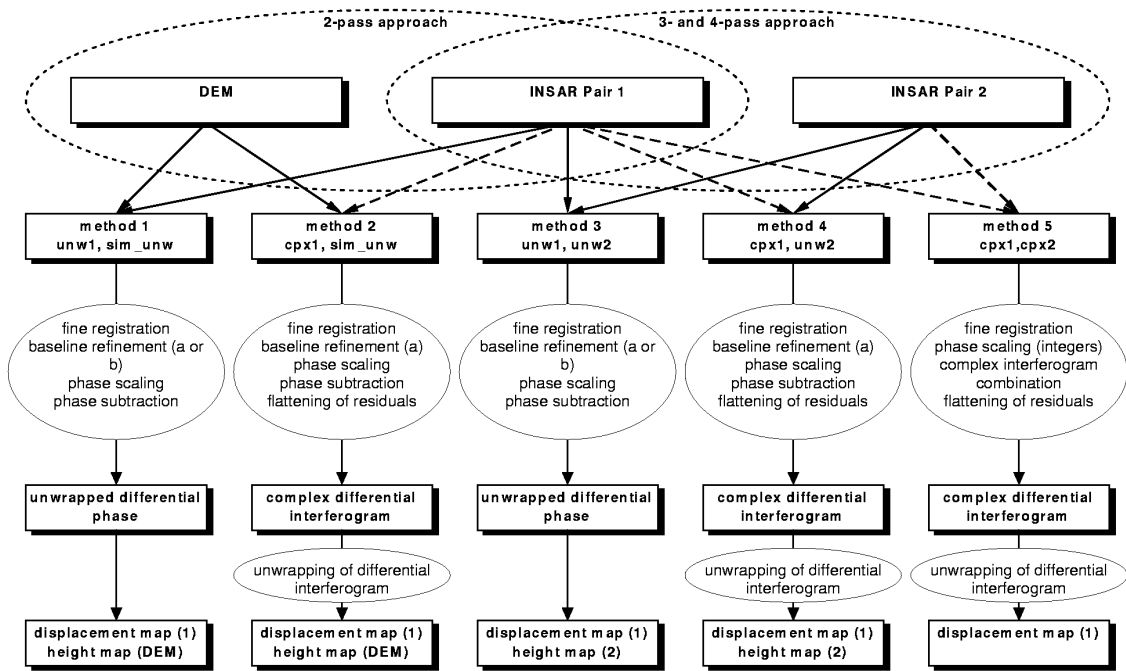 2-pass approach
3- and 4-pass approach
DEM
INSAR Pair 1
INSAR Pair 2
method 1
unw1, sim_unw
method 2
cpx1, sim_unw
method 3
unw1, unw2
method 4
cpx1, unw2
method 5
cpx1,cpx2
fine registration
baseline refinement (a or
b)
phase scaling
phase subtraction
fine registration
baseline refinement (a)
phase scaling
phase subtraction
flattening of residuals
fine registration
baseline refinement (a or
b)
phase scaling
phase subtraction
fine registration
baseline refinement (a)
phase scaling
phase subtraction
flattening of residuals
fine registration
phase scaling (integers)
complex interferogram
combination
flattening of residuals
unwrapped differential
phase
complex differential
interferogram
unwrapped differential
phase
complex differential
interferogram
complex differential
interferogram
unwrapping of differential
interferogram
unwrapping of differential
interferogram
unwrapping of differential
interferogram
displacement map (1)
height map (DEM)
displacement map (1)
height map (DEM)
displacement map (1)
height map (2)
displacement map (1)
height map (2)
displacement map (1)